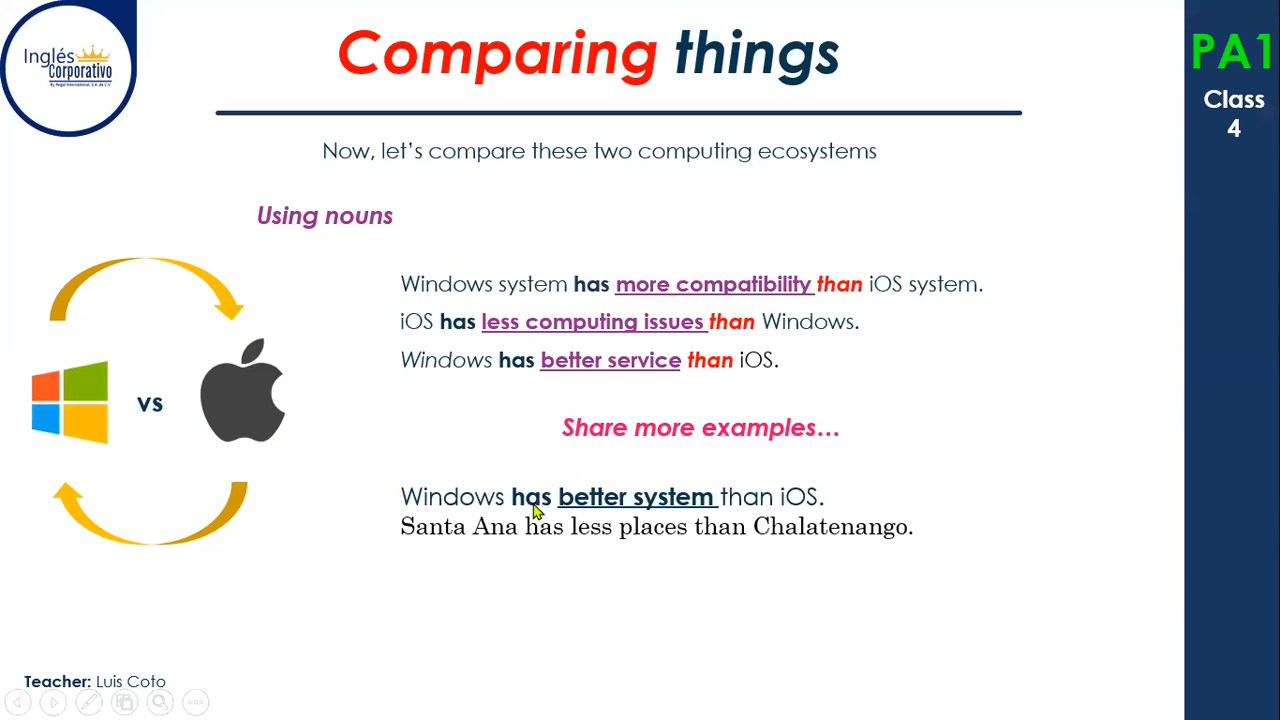 Inglés
Corporativo
By Regal International, S.A. de C.V.
Comparing things
PA1
Class
4
Now, let's compare these two computing ecosystems
Using nouns
Windows system has more compatibility than iOS system.
iOS has less computing issues than Windows.
Windows has better service than iOS.
vs
Share more examples…
Windows has better system than iOS.
Santa Ana has less places than Chalatenango.
Teacher: Luis Coto